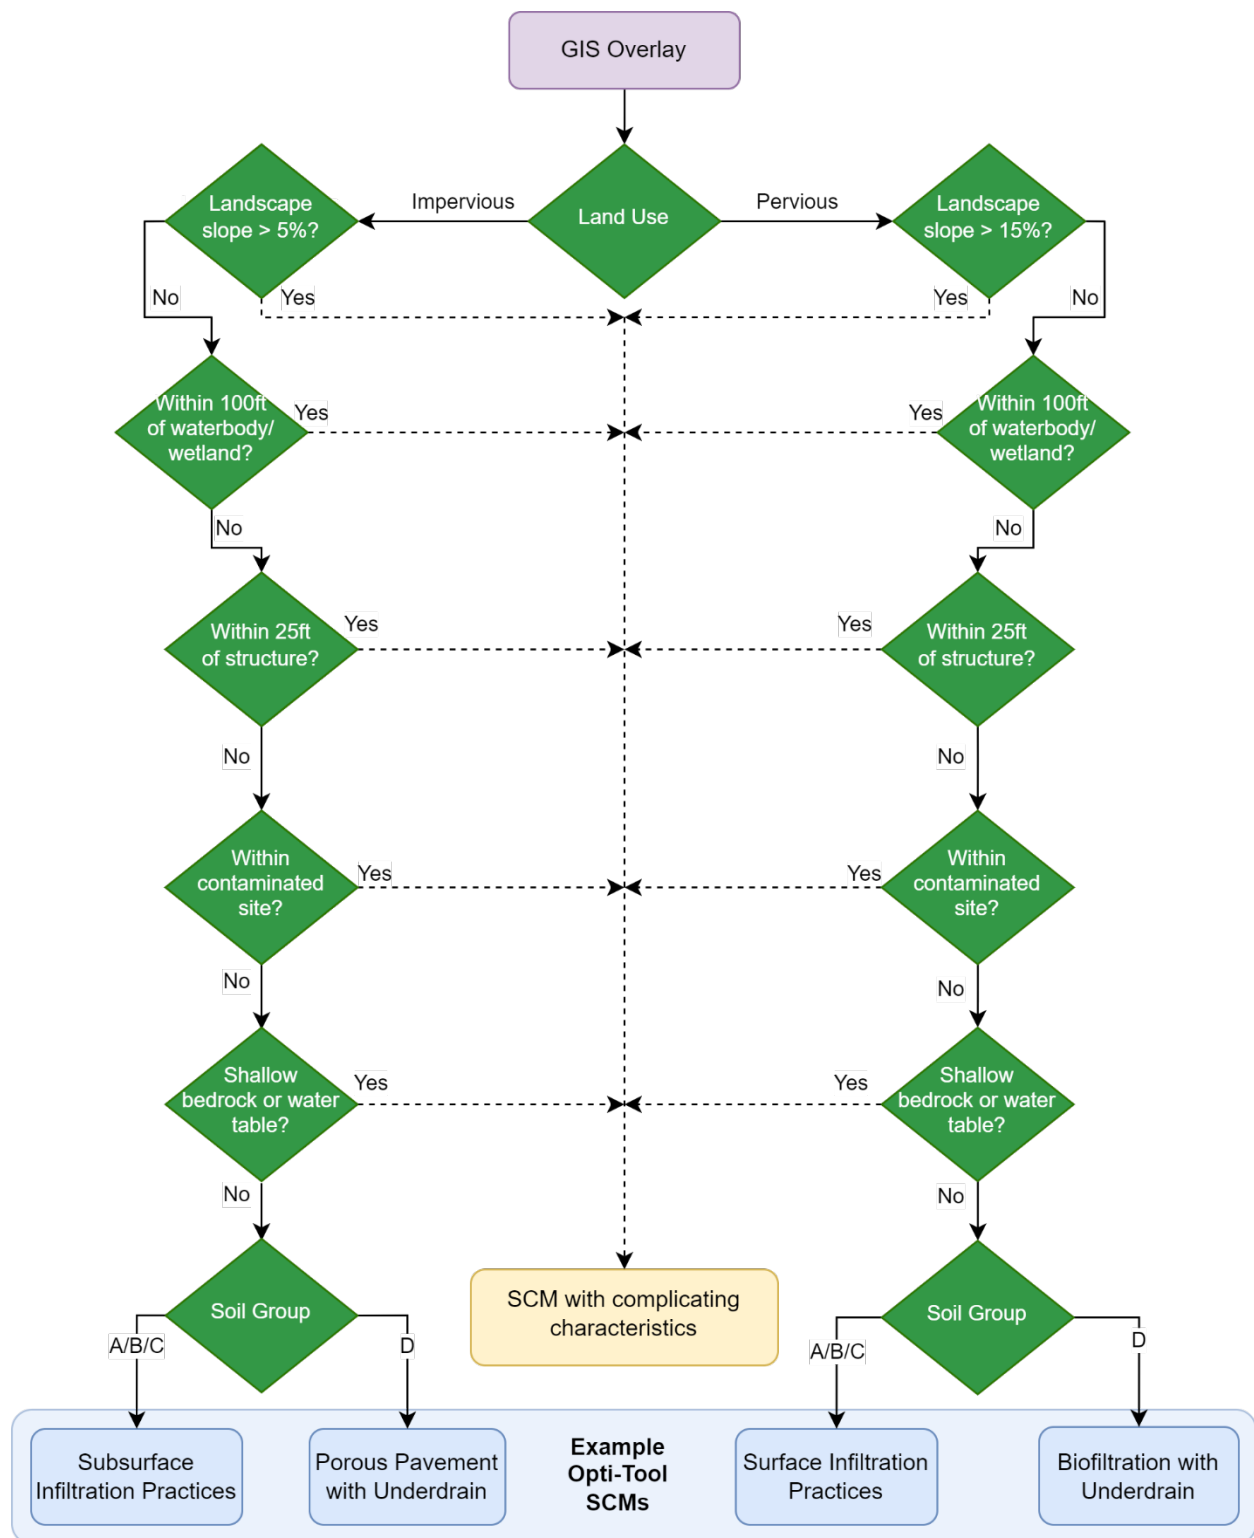 GIS Overlay
Landscape
slope > 5%?
Impervious
Land Use
Pervious
Landscape
slope > 15%?
No
Yes
Yes
No
Within 100ft
of waterbody/
wetland?
Yes
Yes
Within 100ft
of waterbody/
wetland?
No
No
Within 25ft
of structure?
Yes
Yes
Within 25ft
of structure?
No
No
Within
contaminated
site?
Yes
Yes
Within
contaminated
site?
No
No
Shallow
bedrock or water
table?
Yes
Yes
Shallow
bedrock or water
table?
No
No
Soil Group
SCM with complicating
characteristics
Soil Group
A/B/C
D
A/B/C
D
Subsurface
Infiltration Practices
Porous Pavement
with Underdrain
Example
Opti-Tool
SCMs
Surface Infiltration
Practices
Biofiltration with
Underdrain